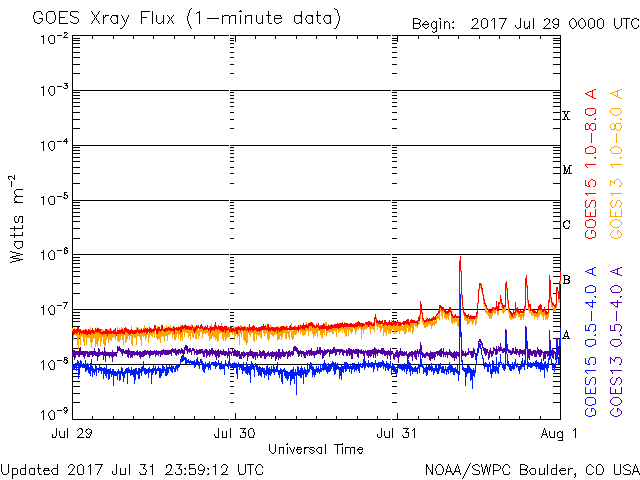 GOES Xray Flux (1-minute data)
Begin: 2017 Jul 29 0000 UTC
10⁻²
10⁻³
10⁻⁴
10⁻⁵
10⁻⁶
10⁻⁷
10⁻⁸
10⁻⁹
Watts m⁻²
X
M
C
B
A
GOES15 1.0-8.0 A
GOES13 1.0-8.0 A
GOES15 0.5-4.0 A
GOES13 0.5-4.0 A
Jul 29 Jul 30 Jul 31 Aug 1
Universal Time
Updated 2017 Jul 31 23:59:12 UTC
NOAA/SWPC Boulder, CO USA